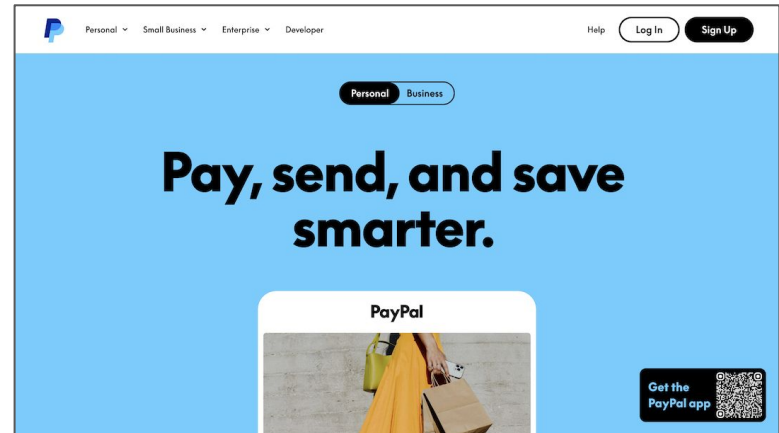 Personal Small Business Enterprise Developer Help Log In Sign Up
Personal Business
Pay, send, and save
smarter.
PayPal
Get the
PayPal app